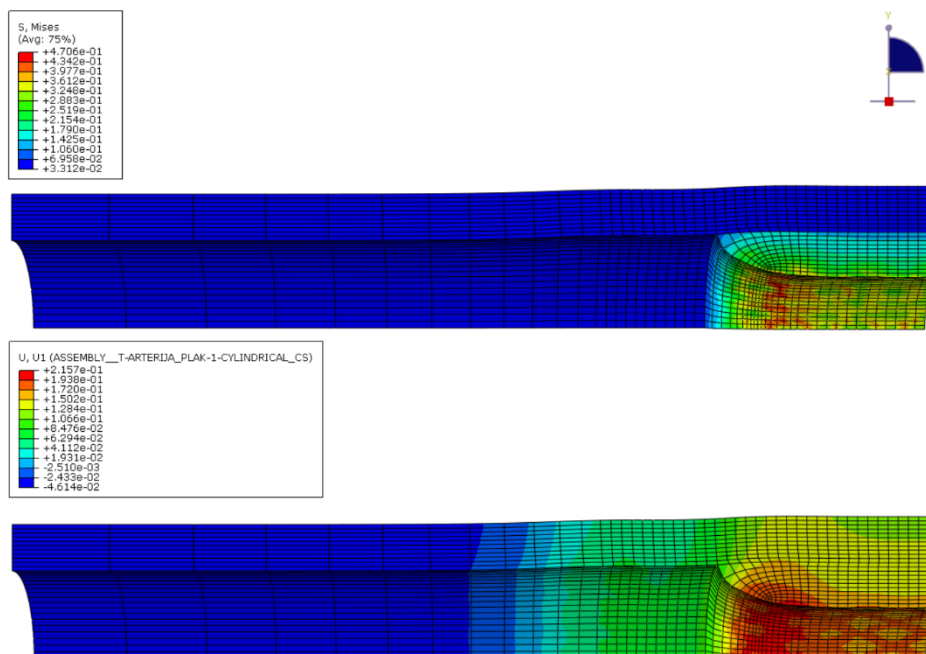 S, Mises
(Avg: 75%)
+4.706e-01
+4.342e-01
+3.977e-01
+3.612e-01
+3.248e-01
+2.883e-01
+2.519e-01
+2.154e-01
+1.790e-01
+1.425e-01
+1.060e-01
+6.958e-02
+3.312e-02
Y
U, U1 (ASSEMBLY__T-ARTERIJA_PLAK-1-CYLINDRICAL_CS)
+2.157e-01
+1.938e-01
+1.720e-01
+1.502e-01
+1.284e-01
+1.066e-01
+8.476e-02
+6.294e-02
+4.112e-02
+1.931e-02
-2.510e-03
-2.433e-02
-4.614e-02